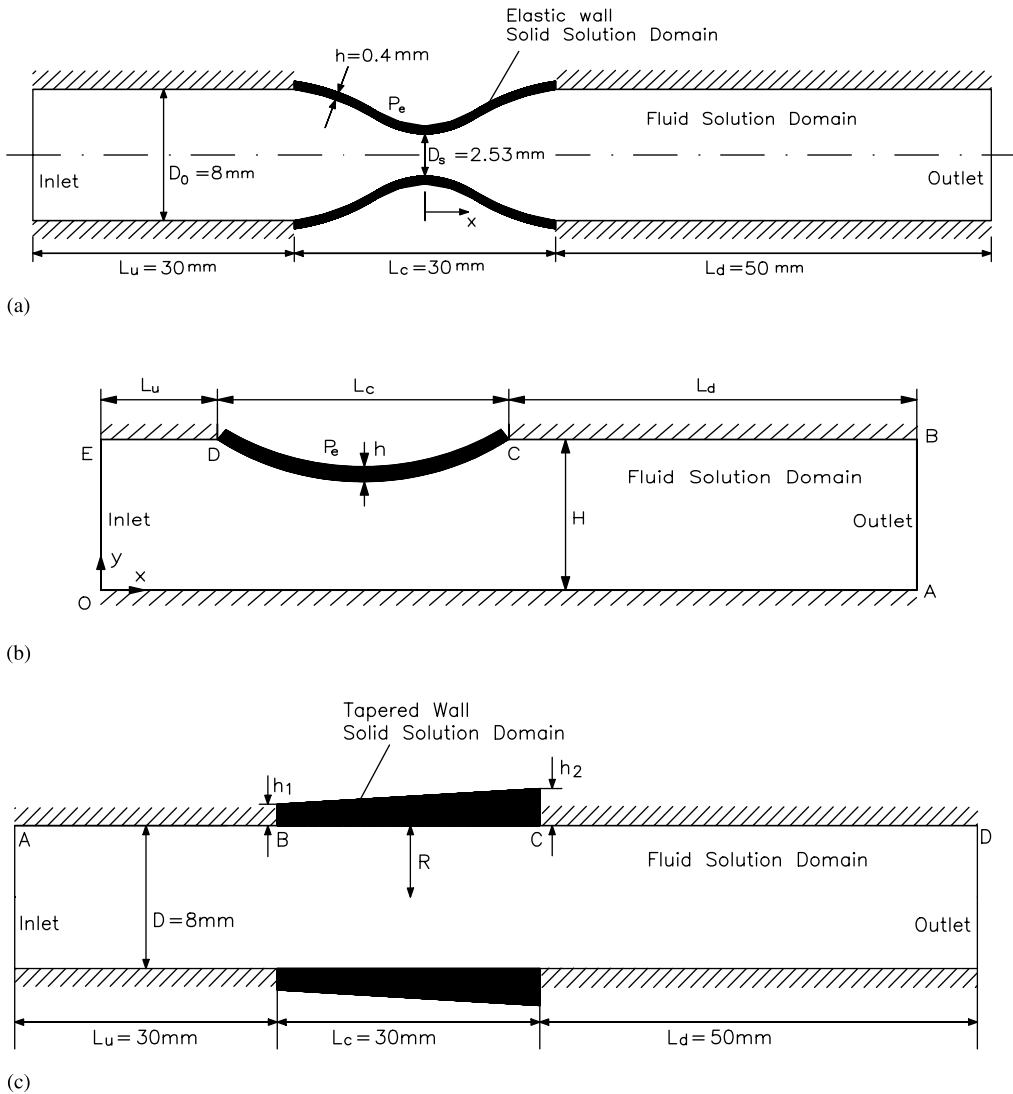 Elastic wall
Solid Solution Domain
h=0.4mm
Pe
Fluid Solution Domain
Ds = 2.53mm
Inlet
D0=8mm
Outlet
x
Lu=30mm
Lc=30mm
Ld=50 mm
(a)
Lu
Lc
Ld
E
D
Pe
h
C
B
Fluid Solution Domain
Inlet
H
Outlet
y
x
O
A
(b)
Tapered Wall
Solid Solution Domain
h1
h2
A
B
R
C
Fluid Solution Domain
D
Inlet
D=8mm
Outlet
Lu=30mm
Lc=30mm
Ld=50mm
(c)